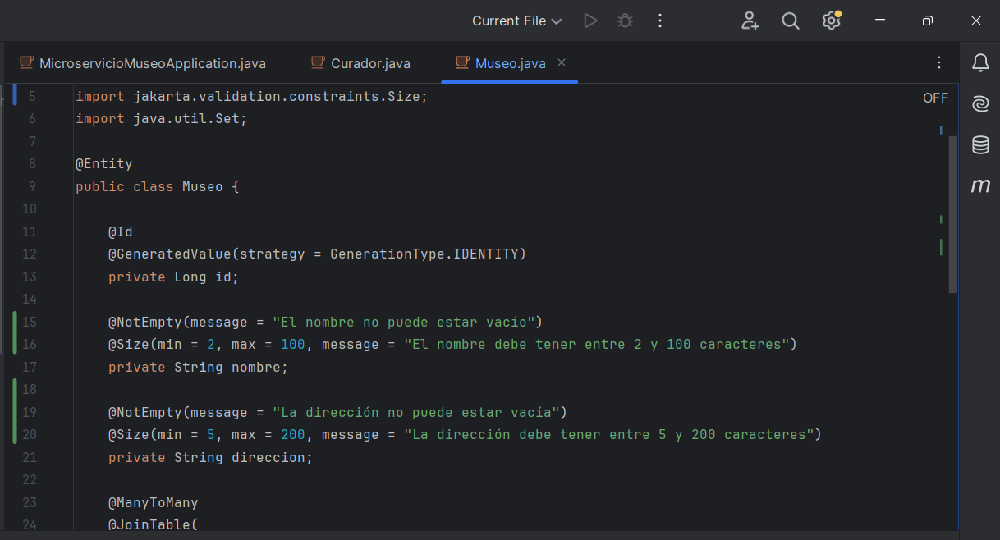 Current File
MicroservicioMuseoApplication.java Curador.java Museo.java
OFF
5 import jakarta.validation.constraints.Size;
6 import java.util.Set;
7
8 @Entity
9 public class Museo {
10
11 @Id
12 @GeneratedValue(strategy = GenerationType.IDENTITY)
13 private Long id;
14
15 @NotEmpty(message = "El nombre no puede estar vacío")
16 @Size(min = 2, max = 100, message = "El nombre debe tener entre 2 y 100 caracteres")
17 private String nombre;
18
19 @NotEmpty(message = "La dirección no puede estar vacía")
20 @Size(min = 5, max = 200, message = "La dirección debe tener entre 5 y 200 caracteres")
21 private String direccion;
22
23 @ManyToMany
24 @JoinTable(
m